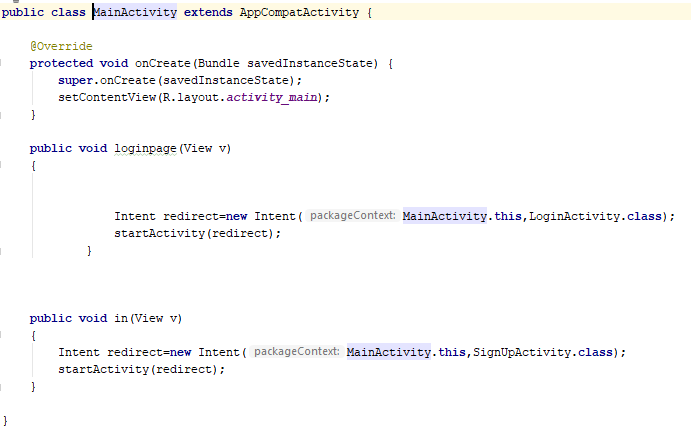 public class MainActivity extends AppCompatActivity {
@Override
protected void onCreate(Bundle savedInstanceState) {
super.onCreate(savedInstanceState);
setContentView(R.layout.activity_main);
}
public void loginpage(View v)
{
Intent redirect=new Intent( packageContext: MainActivity.this,LoginActivity.class);
startActivity(redirect);
}
public void in(View v)
{
Intent redirect=new Intent( packageContext: MainActivity.this,SignUpActivity.class);
startActivity(redirect);
}
}